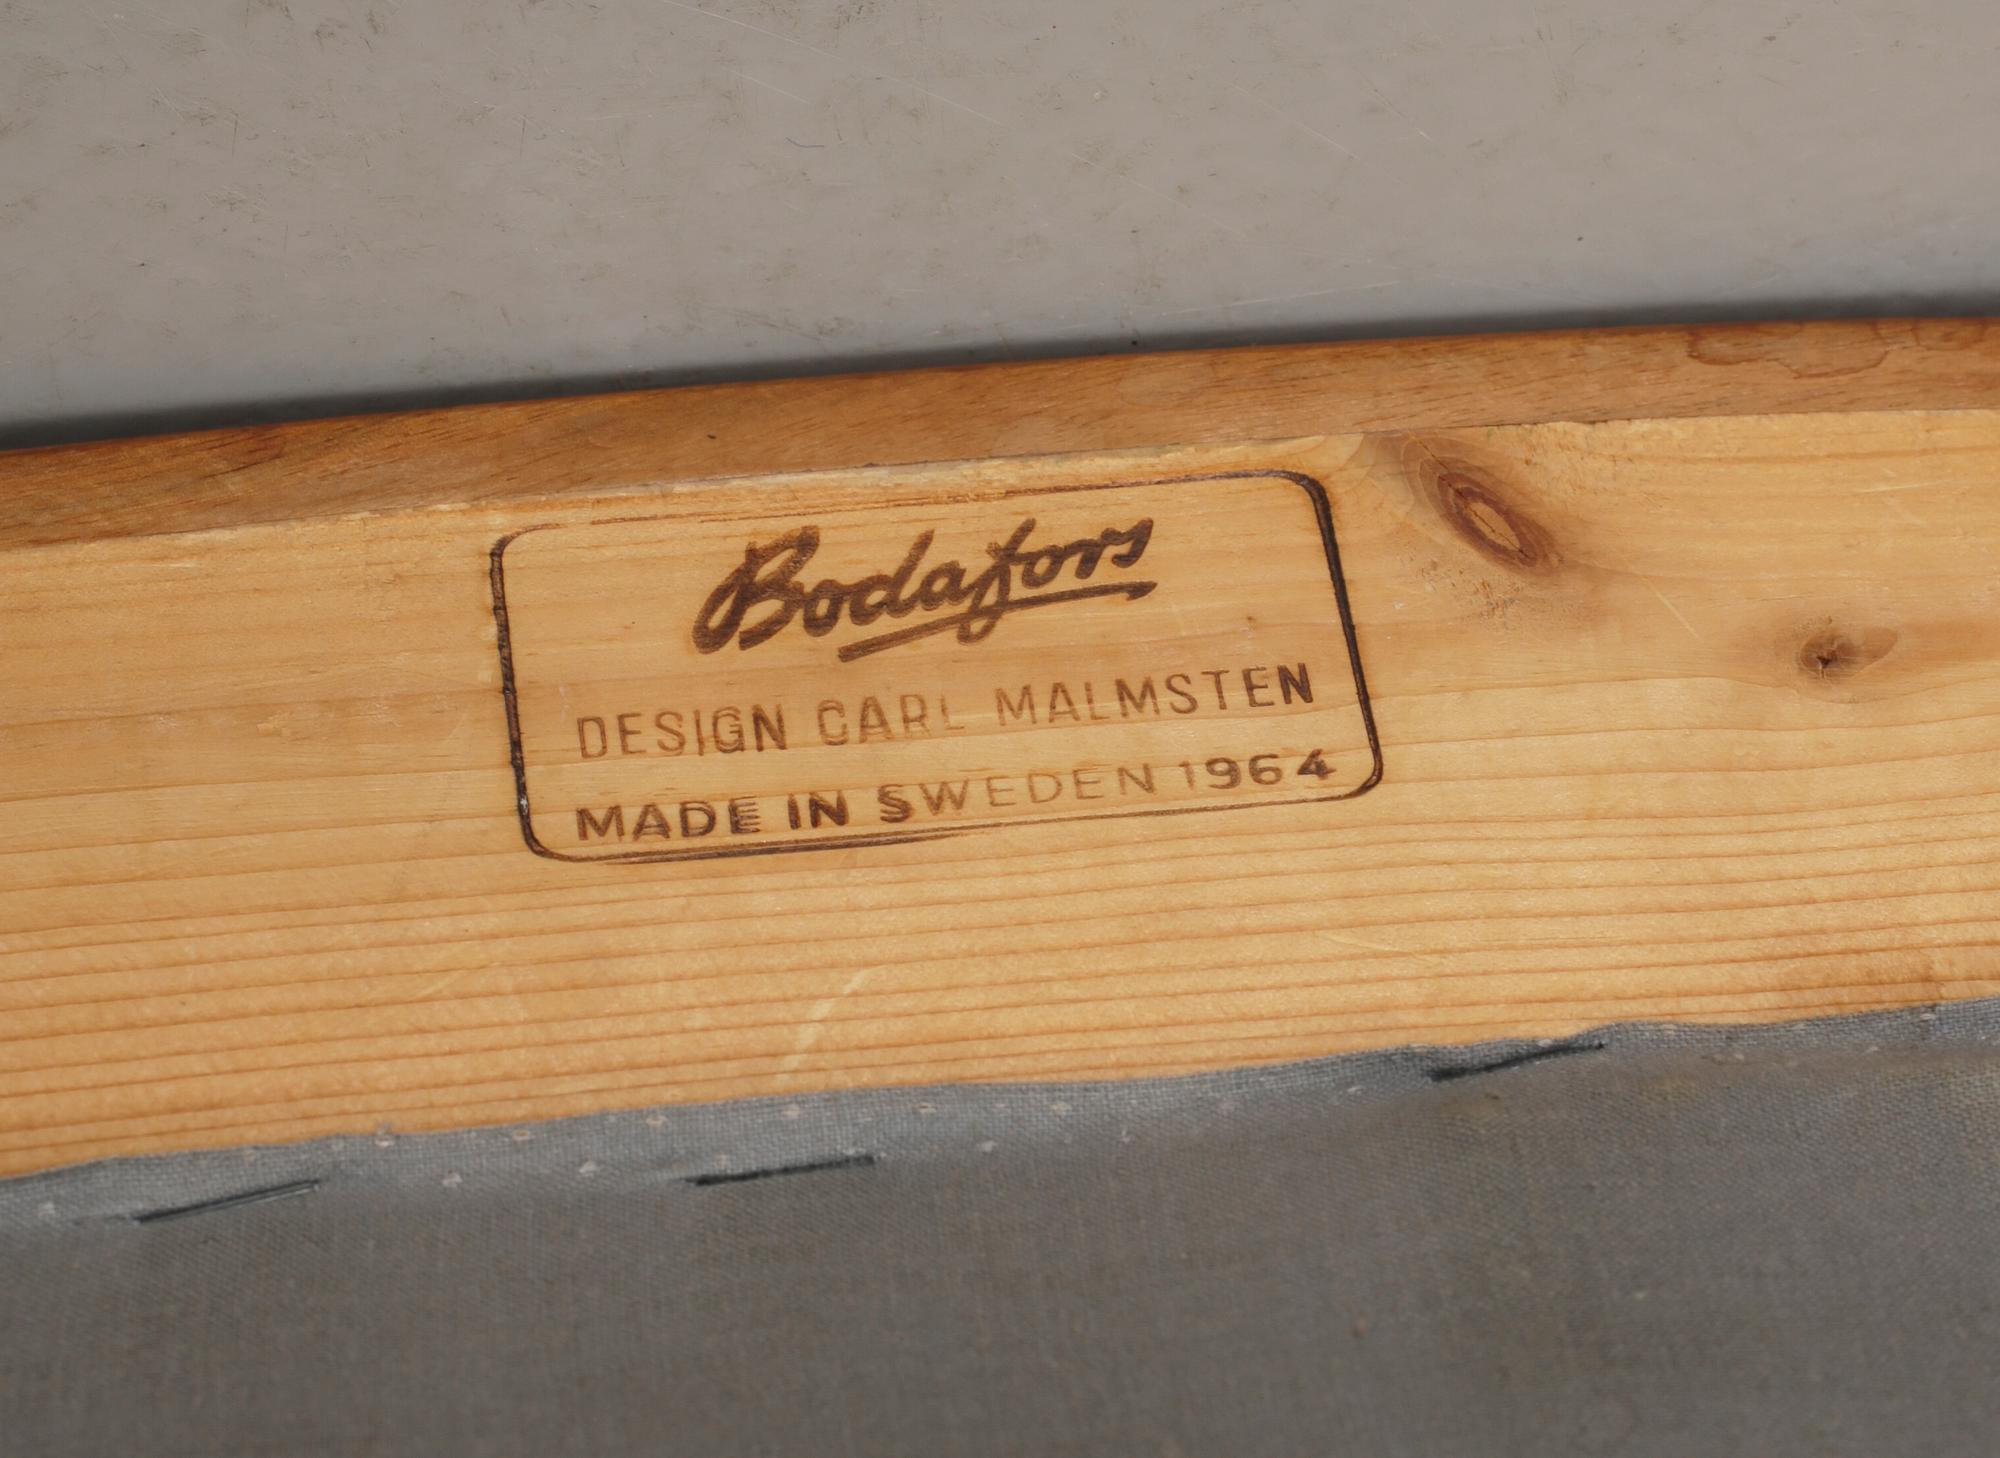 Bodafors
DESIGN CARL MALMSTEN
MADE IN SWEDEN 1964